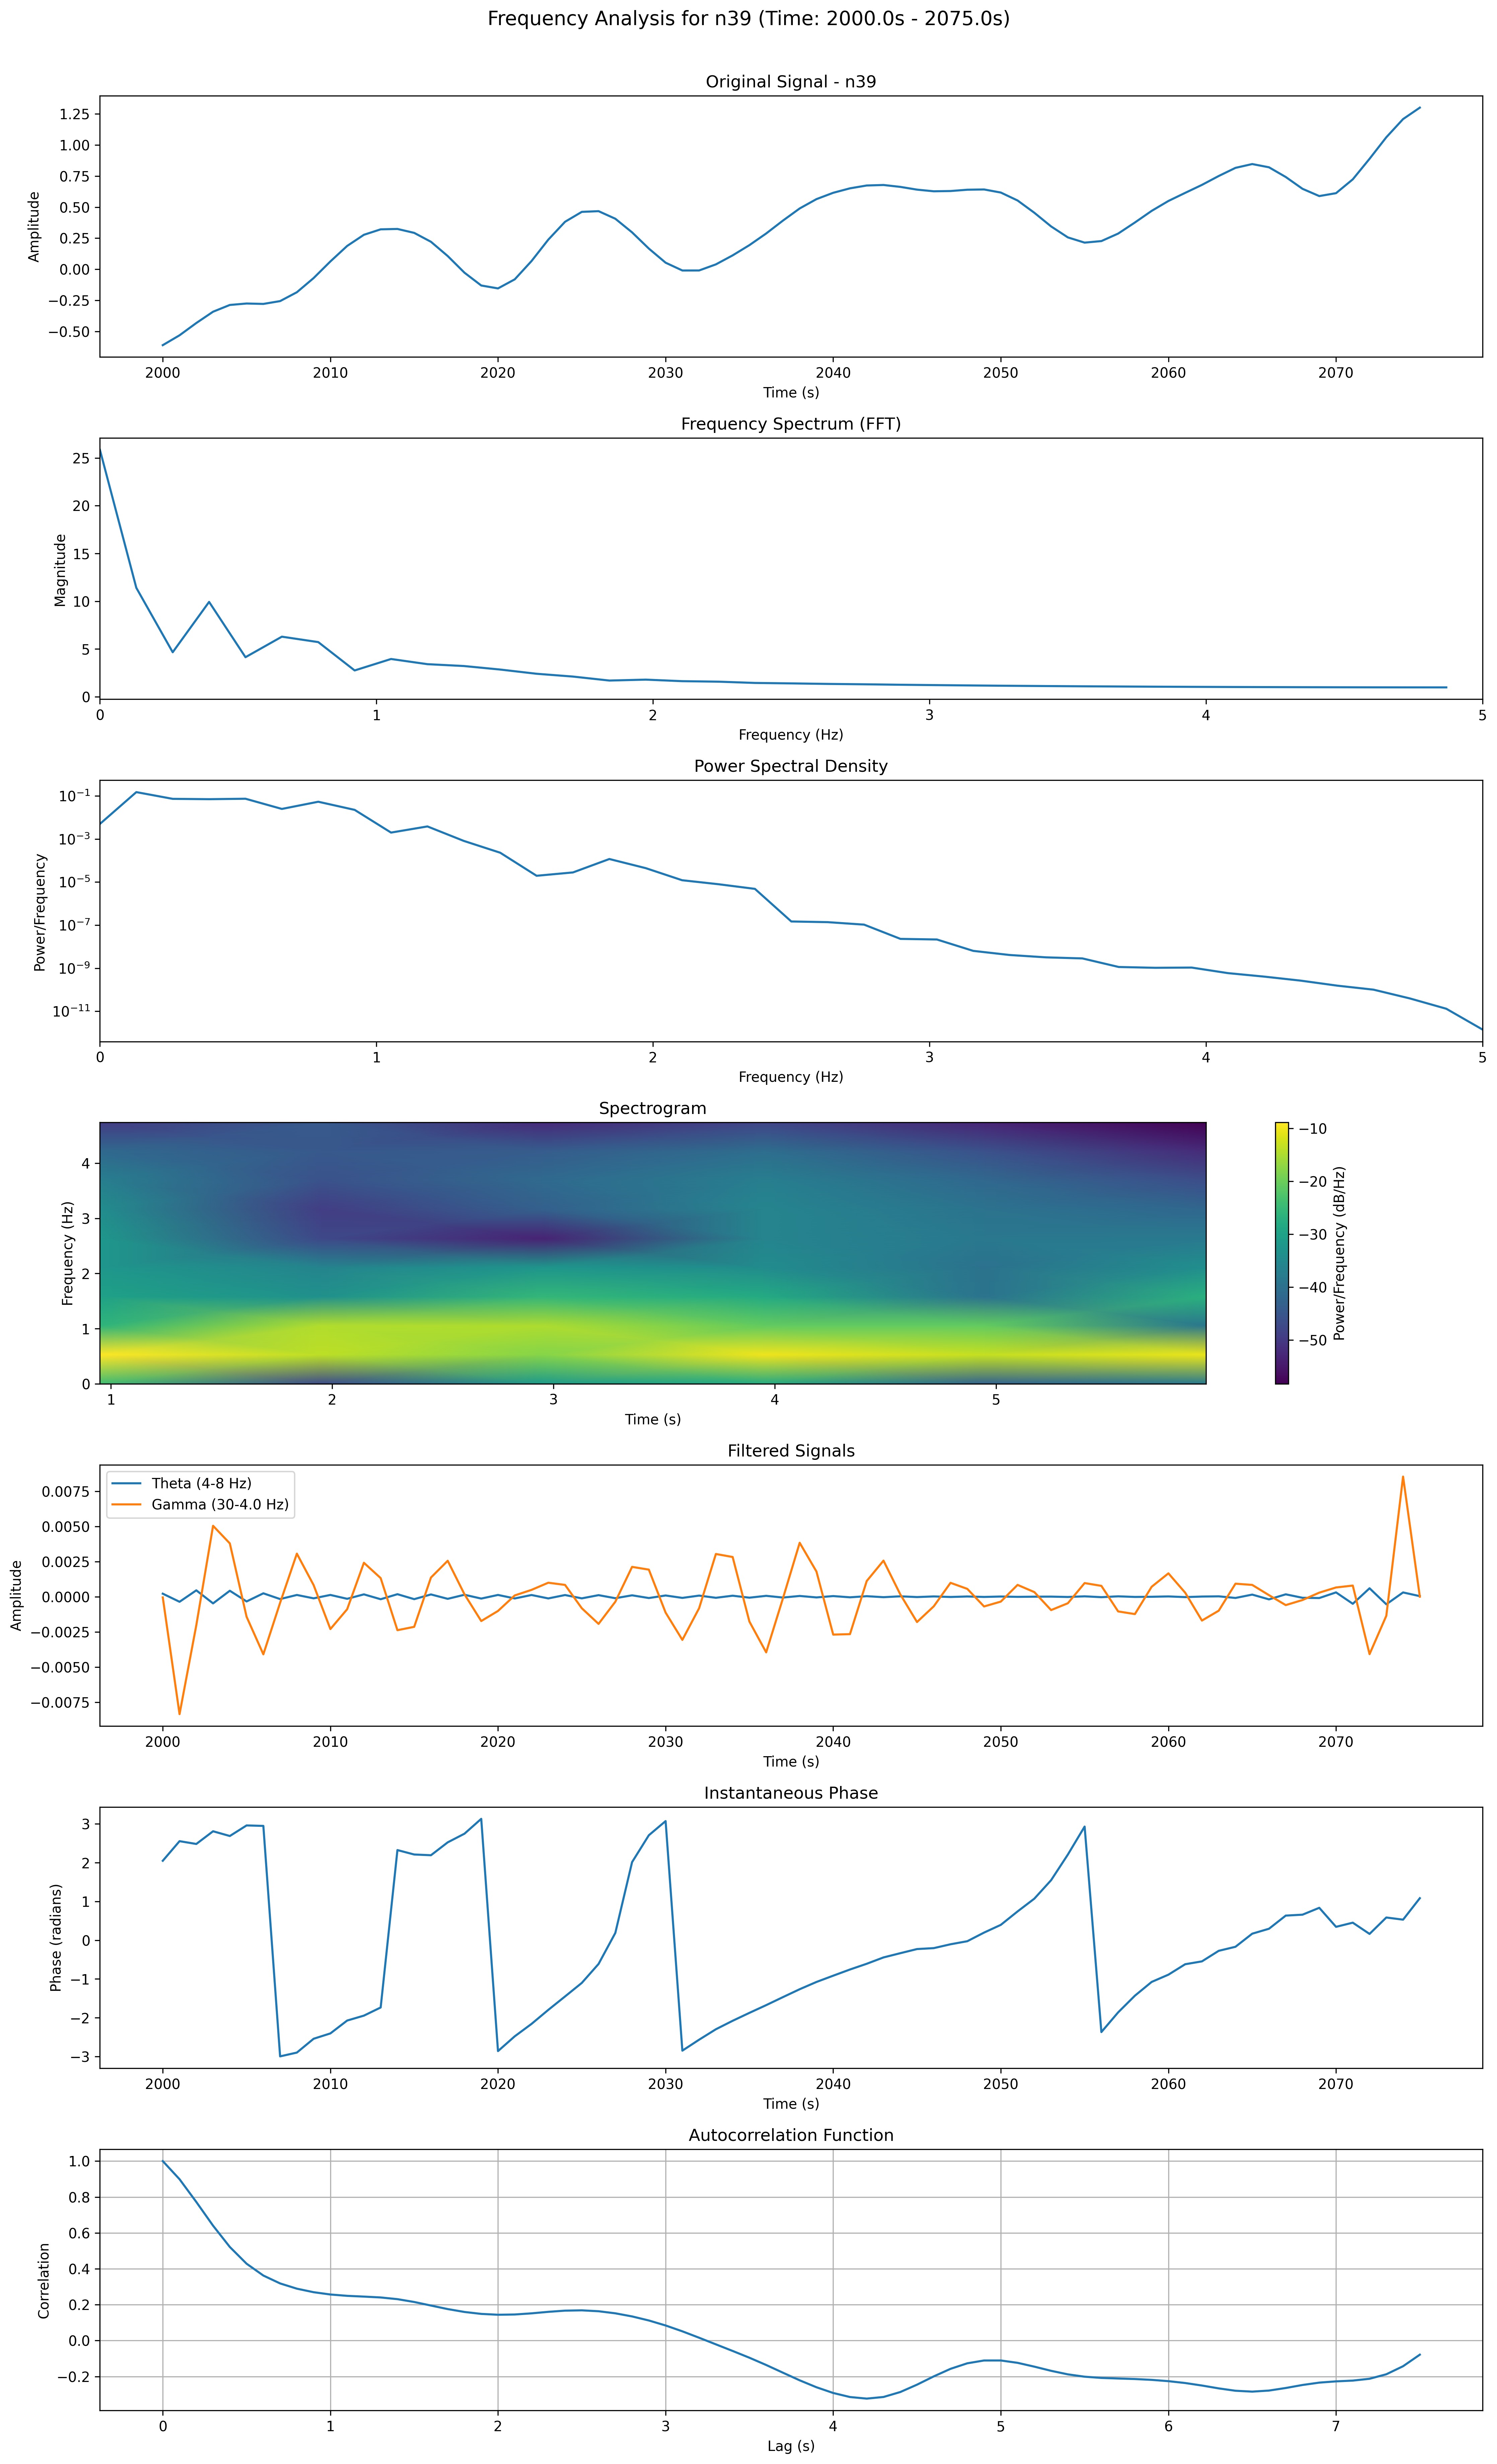 Frequency Analysis for n39 (Time: 2000.0s - 2075.0s)
Original Signal - n39
Amplitude
1.25
1.00
0.75
0.50
0.25
0.00
−0.25
−0.50
2000 2010 2020 2030 2040 2050 2060 2070
Time (s)
Frequency Spectrum (FFT)
Magnitude
25
20
15
10
5
0
0 1 2 3 4 5
Frequency (Hz)
Power Spectral Density
Power/Frequency
10⁻¹
10⁻³
10⁻⁵
10⁻⁷
10⁻⁹
10⁻¹¹
0 1 2 3 4 5
Frequency (Hz)
Spectrogram
Frequency (Hz)
4
3
2
1
0
1 2 3 4 5
Time (s)
−10
−20
−30
−40
−50
Power/Frequency (dB/Hz)
Filtered Signals
Theta (4-8 Hz)
Gamma (30-4.0 Hz)
Amplitude
0.0075
0.0050
0.0025
0.0000
−0.0025
−0.0050
−0.0075
2000 2010 2020 2030 2040 2050 2060 2070
Time (s)
Instantaneous Phase
Phase (radians)
3
2
1
0
−1
−2
−3
2000 2010 2020 2030 2040 2050 2060 2070
Time (s)
Autocorrelation Function
Correlation
1.0
0.8
0.6
0.4
0.2
0.0
−0.2
0 1 2 3 4 5 6 7
Lag (s)